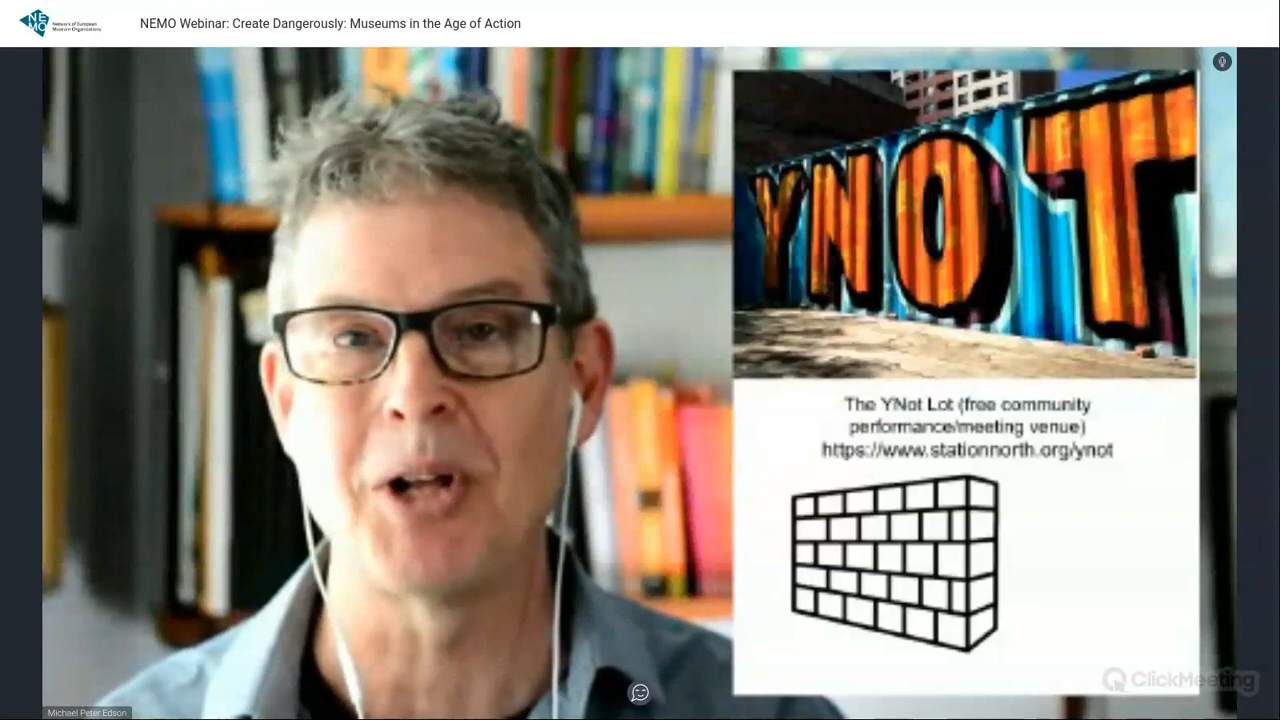 NEMO
Network of European
Museum Organisations
NEMO Webinar: Create Dangerously: Museums in the Age of Action
YNOT
The YNot Lot (free community
performance/meeting venue)
https://www.stationnorth.org/ynot
ClickMeeting
Michael Peter Edson